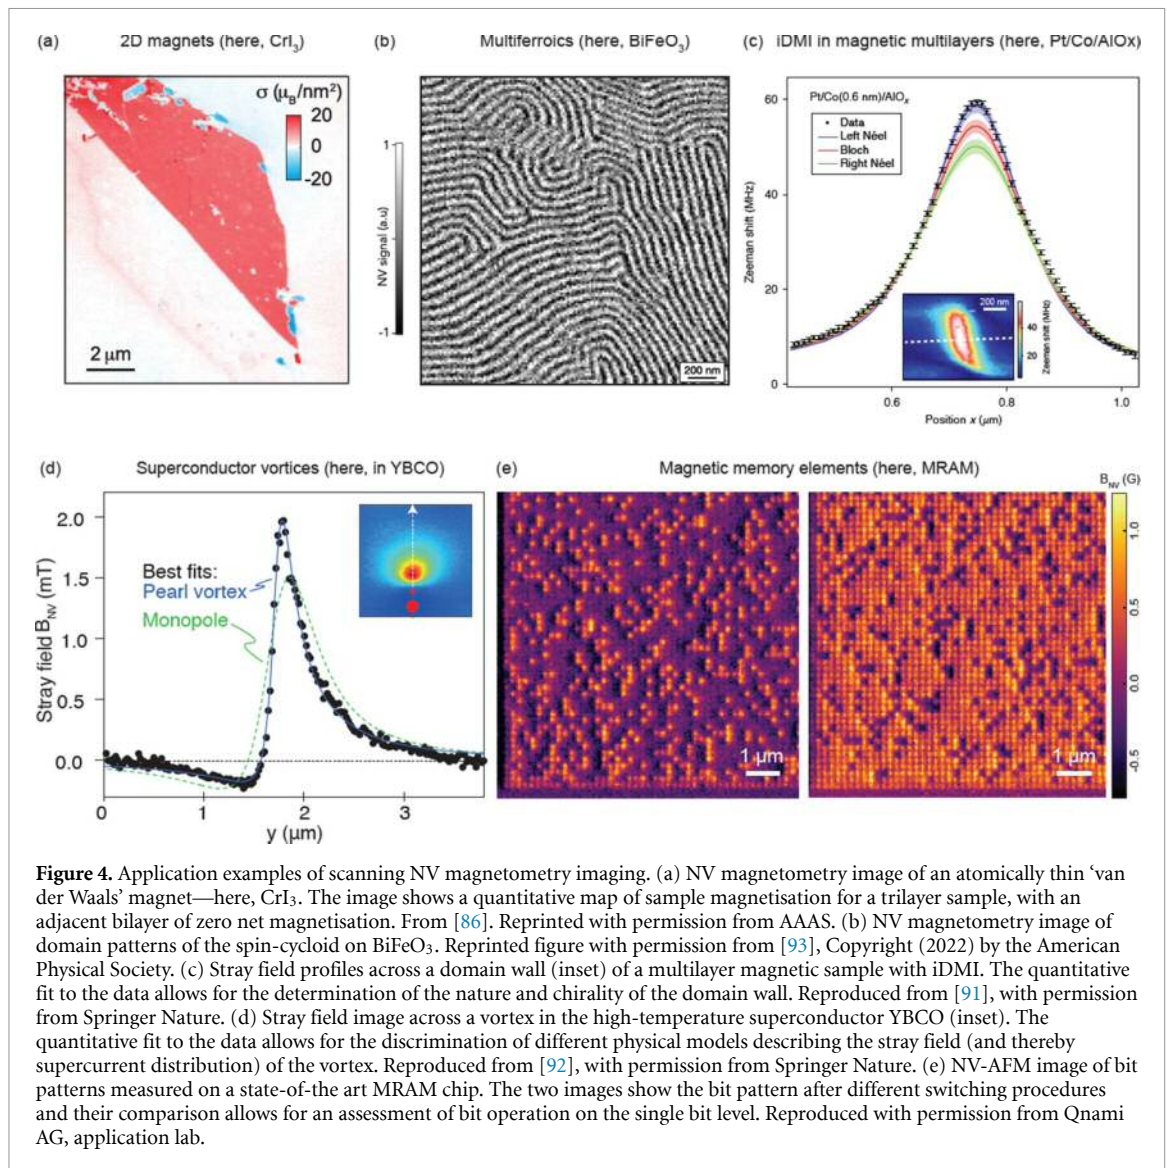 (a) 2D magnets (here, CrI₃)
σ (μ_B/nm²)
20
0
-20
2 μm
(b) Multiferroics (here, BiFeO₃)
1
NV signal (a.u)
-1
200 nm
(c) iDMI in magnetic multilayers (here, Pt/Co/AlOx)
Pt/Co(0.6 nm)/AlOₓ
Data
Left Néel
Bloch
Right Néel
60
40
20
0
Zeeman shift (MHz)
200 nm
40
20
Zeeman shift (MHz)
0.6 0.8 1.0
Position x (μm)
(d) Superconductor vortices (here, in YBCO)
2.0
1.5
1.0
0.5
0.0
Stray field B_NV (mT)
Best fits:
Pearl vortex
Monopole
0 1 2 3
y (μm)
(e) Magnetic memory elements (here, MRAM)
B_NV (G)
1.0
0.5
0.0
-0.5
1 μm
1 μm
Figure 4. Application examples of scanning NV magnetometry imaging. (a) NV magnetometry image of an atomically thin ‘van
der Waals’ magnet—here, CrI₃. The image shows a quantitative map of sample magnetisation for a trilayer sample, with an
adjacent bilayer of zero net magnetisation. From [86]. Reprinted with permission from AAAS. (b) NV magnetometry image of
domain patterns of the spin-cycloid on BiFeO₃. Reprinted figure with permission from [93], Copyright (2022) by the American
Physical Society. (c) Stray field profiles across a domain wall (inset) of a multilayer magnetic sample with iDMI. The quantitative
fit to the data allows for the determination of the nature and chirality of the domain wall. Reproduced from [91], with permission
from Springer Nature. (d) Stray field image across a vortex in the high-temperature superconductor YBCO (inset). The
quantitative fit to the data allows for the discrimination of different physical models describing the stray field (and thereby
supercurrent distribution) of the vortex. Reproduced from [92], with permission from Springer Nature. (e) NV-AFM image of bit
patterns measured on a state-of-the art MRAM chip. The two images show the bit pattern after different switching procedures
and their comparison allows for an assessment of bit operation on the single bit level. Reproduced with permission from Qnami
AG, application lab.